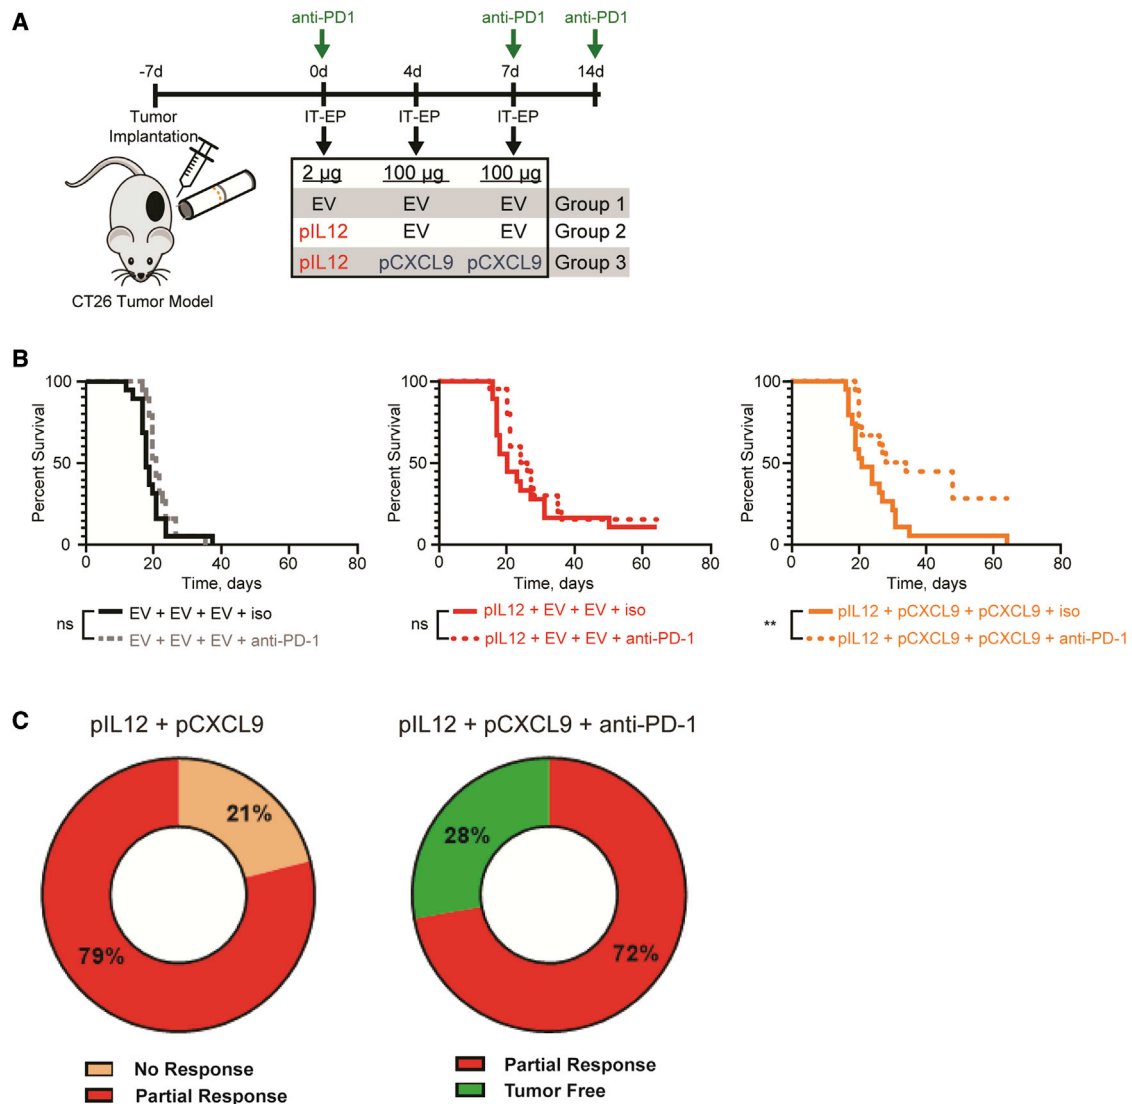 A
anti-PD1 anti-PD1 anti-PD1
-7d 0d 4d 7d 14d
Tumor
Implantation
IT-EP IT-EP IT-EP
2 µg 100 µg 100 µg
EV EV EV Group 1
pIL12 EV EV Group 2
pIL12 pCXCL9 pCXCL9 Group 3
CT26 Tumor Model
B
Percent Survival
100
50
0
0 20 40 60 80
Time, days
ns
EV + EV + EV + iso
EV + EV + EV + anti-PD-1
Percent Survival
100
50
0
0 20 40 60 80
Time, days
ns
pIL12 + EV + EV + iso
pIL12 + EV + EV + anti-PD-1
Percent Survival
100
50
0
0 20 40 60 80
Time, days
**
pIL12 + pCXCL9 + pCXCL9 + iso
pIL12 + pCXCL9 + pCXCL9 + anti-PD-1
C
pIL12 + pCXCL9
21%
79%
No Response
Partial Response
pIL12 + pCXCL9 + anti-PD-1
28%
72%
Partial Response
Tumor Free